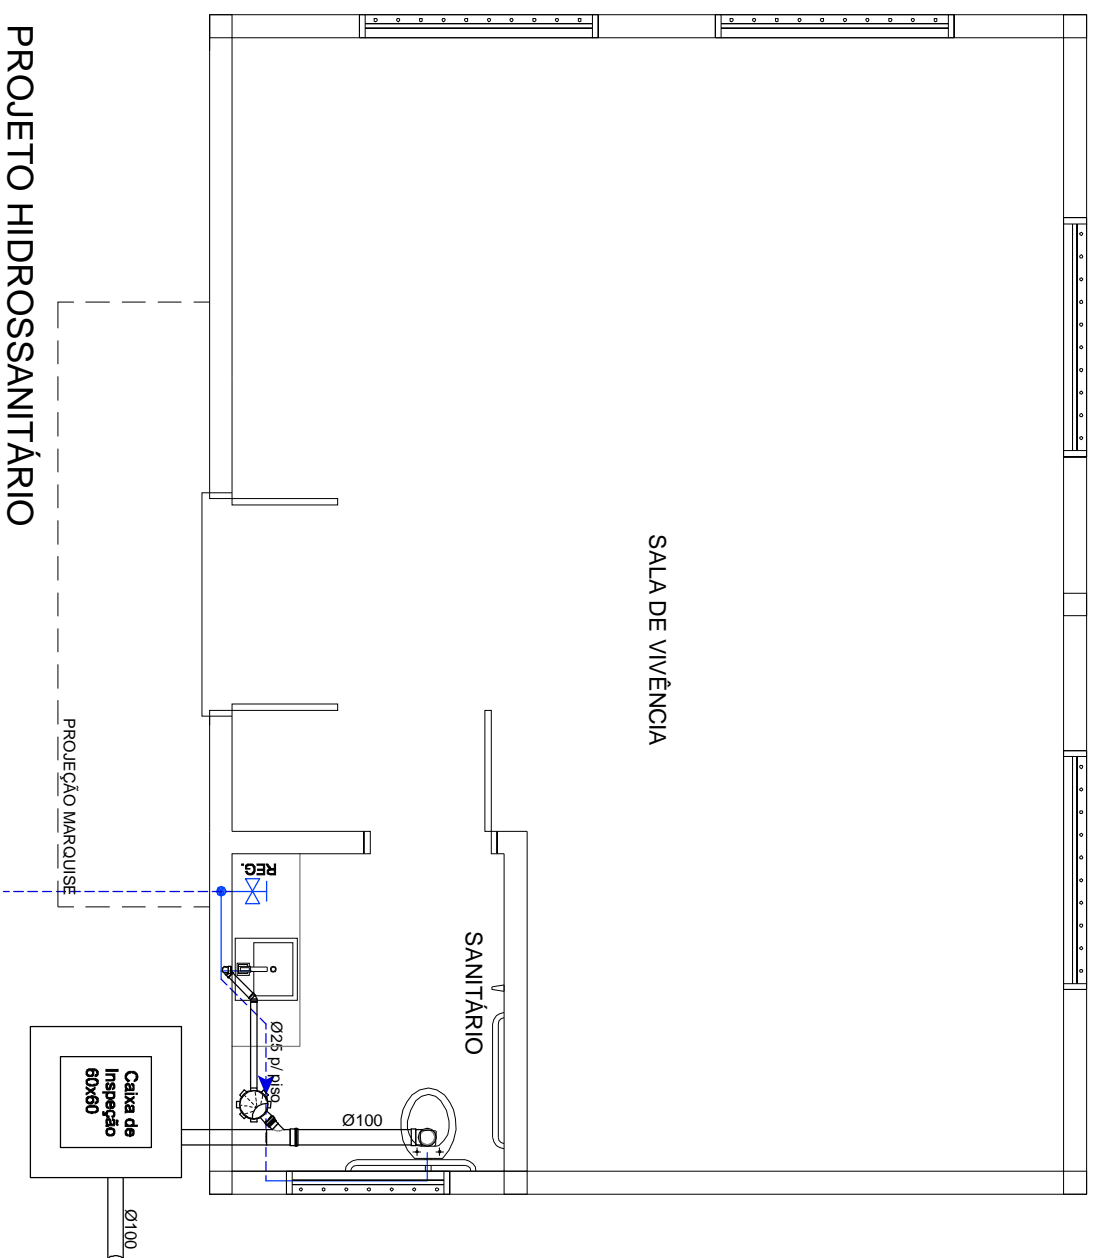 PROJETO HIDROSSANITÁRIO
PROJEÇÃO MARQUISE
SALA DE VIVÊNCIA
SANITÁRIO
REG.
Ø25 p/ piso
Ø100
Caixa de
Inspeção
60x60
Ø100